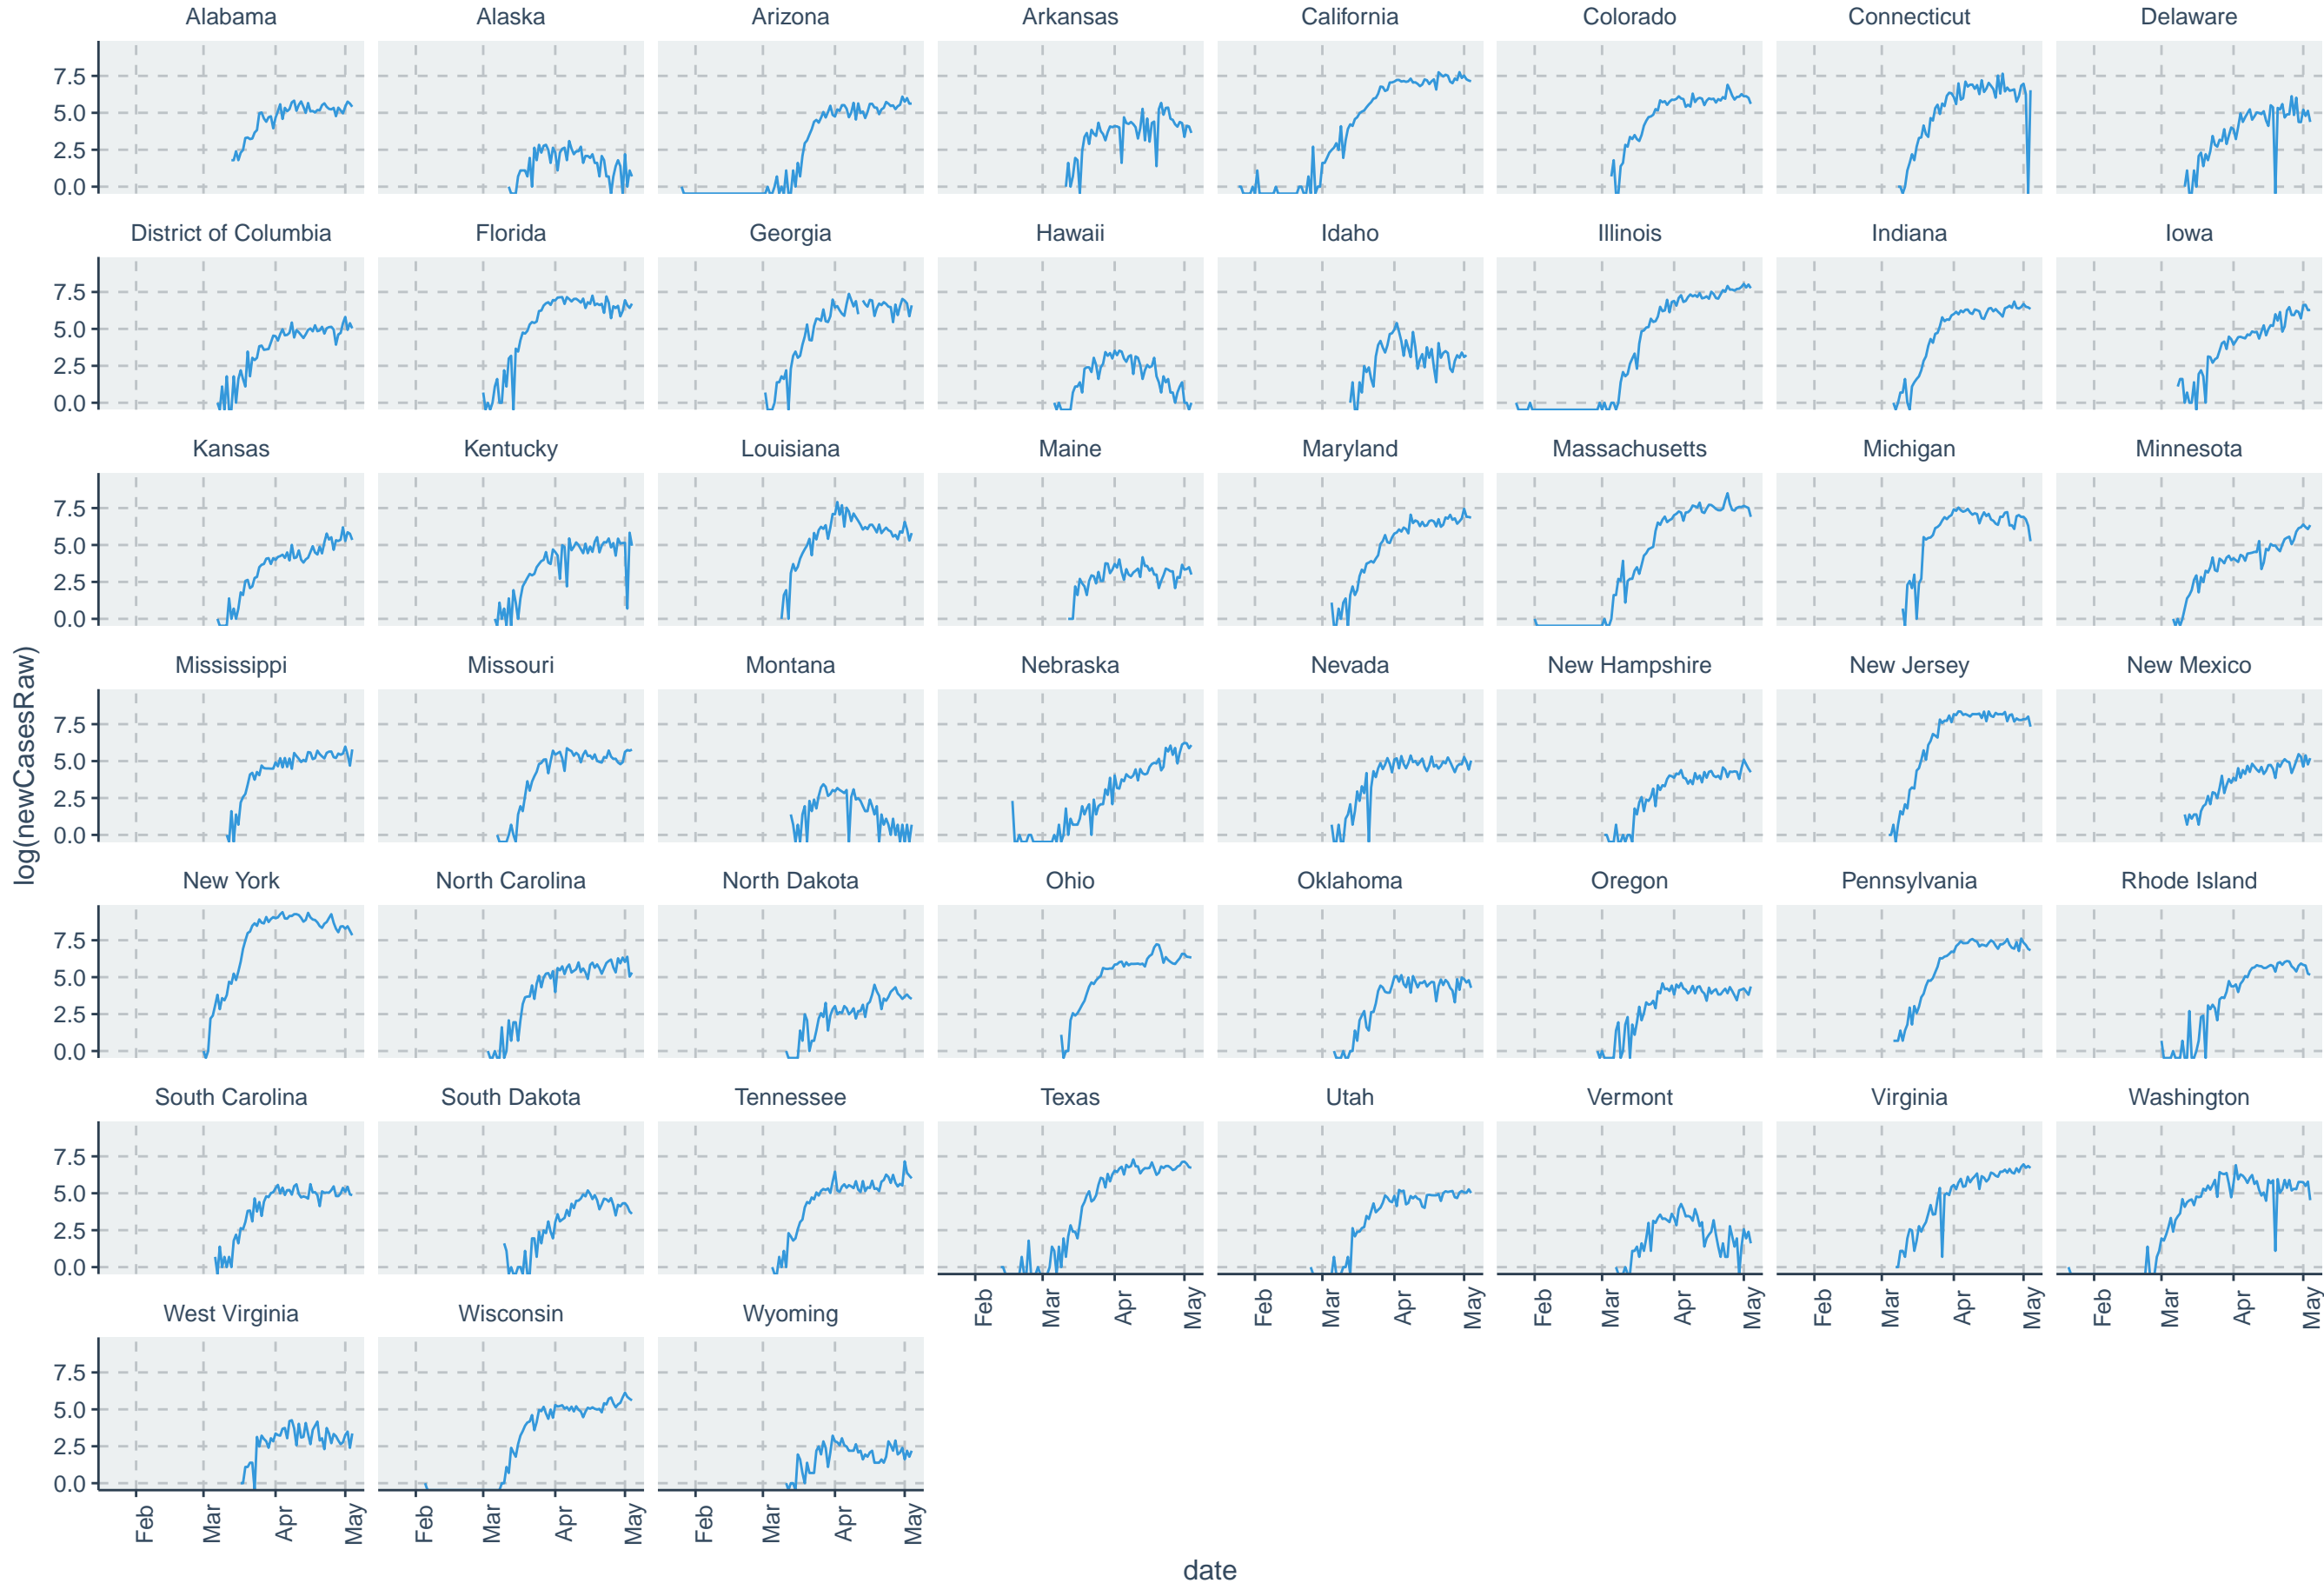 Alabama Alaska Arizona Arkansas California Colorado Connecticut Delaware
7.5
5.0
2.5
0.0
District of Columbia Florida Georgia Hawaii Idaho Illinois Indiana Iowa
7.5
5.0
2.5
0.0
Kansas Kentucky Louisiana Maine Maryland Massachusetts Michigan Minnesota
7.5
5.0
2.5
0.0
log(newCasesRaw)
Mississippi Missouri Montana Nebraska Nevada New Hampshire New Jersey New Mexico
7.5
5.0
2.5
0.0
New York North Carolina North Dakota Ohio Oklahoma Oregon Pennsylvania Rhode Island
7.5
5.0
2.5
0.0
South Carolina South Dakota Tennessee Texas Utah Vermont Virginia Washington
7.5
5.0
2.5
0.0
Feb Mar Apr May Feb Mar Apr May Feb Mar Apr May Feb Mar Apr May Feb Mar Apr May
West Virginia Wisconsin Wyoming
7.5
5.0
2.5
0.0
Feb Mar Apr May Feb Mar Apr May Feb Mar Apr May
date